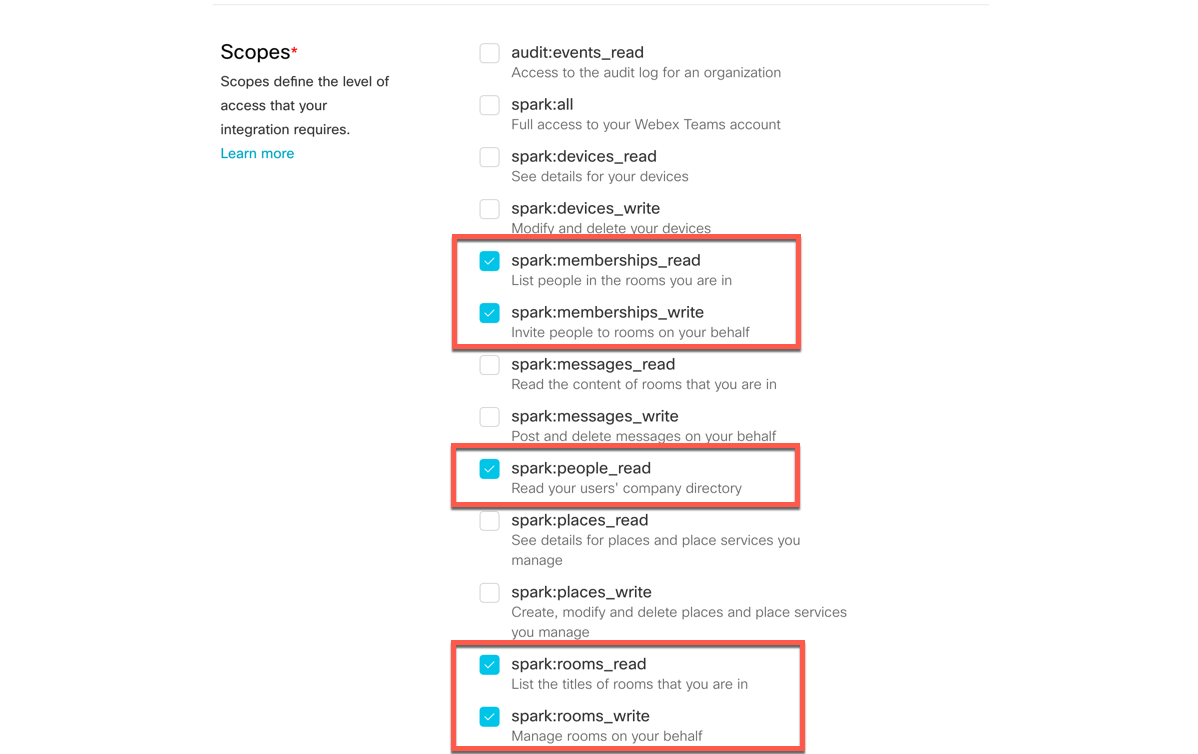 Scopes*
Scopes define the level of
access that your
integration requires.
Learn more
audit:events_read
Access to the audit log for an organization
spark:all
Full access to your Webex Teams account
spark:devices_read
See details for your devices
spark:devices_write
Modify and delete your devices
spark:memberships_read
List people in the rooms you are in
spark:memberships_write
Invite people to rooms on your behalf
spark:messages_read
Read the content of rooms that you are in
spark:messages_write
Post and delete messages on your behalf
spark:people_read
Read your users' company directory
spark:places_read
See details for places and place services you
manage
spark:places_write
Create, modify and delete places and place services
you manage
spark:rooms_read
List the titles of rooms that you are in
spark:rooms_write
Manage rooms on your behalf